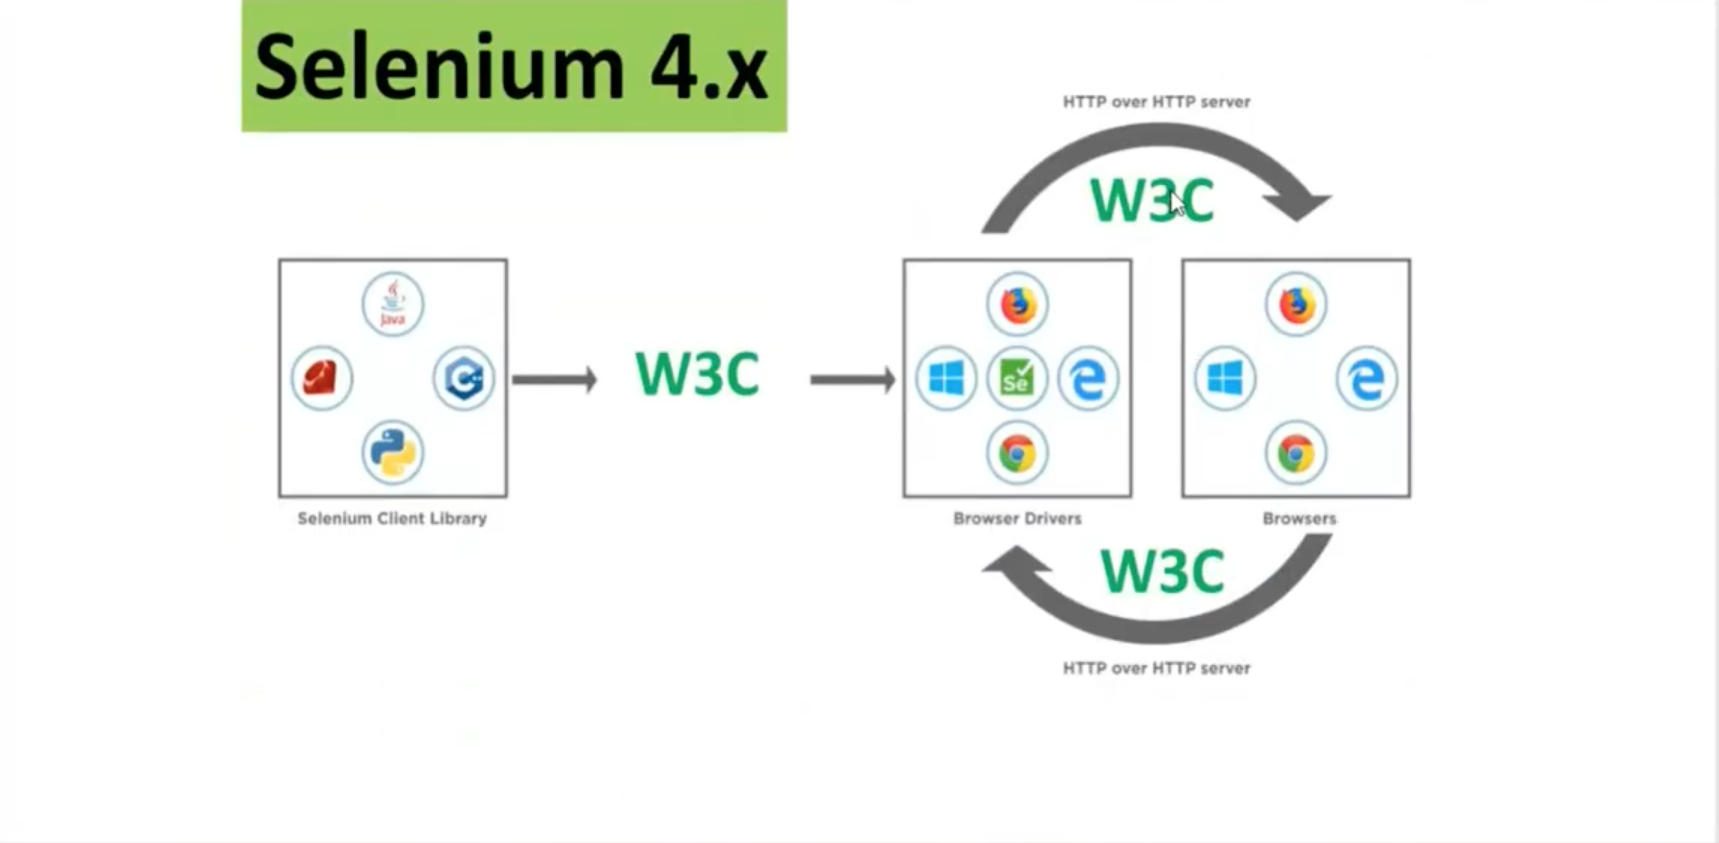 Selenium 4.x
HTTP over HTTP server
W3C
Java
W3C
Se
Selenium Client Library
Browser Drivers
Browsers
W3C
HTTP over HTTP server